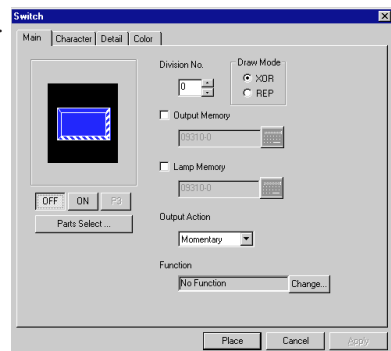 Switch
Main Character Detail Color
Division No.
0
Draw Mode
XOR
REP
Output Memory
09310-0
Lamp Memory
09310-0
OFF ON P3
Parts Select ...
Output Action
Momentary
Function
No Function Change...
Place Cancel Apply